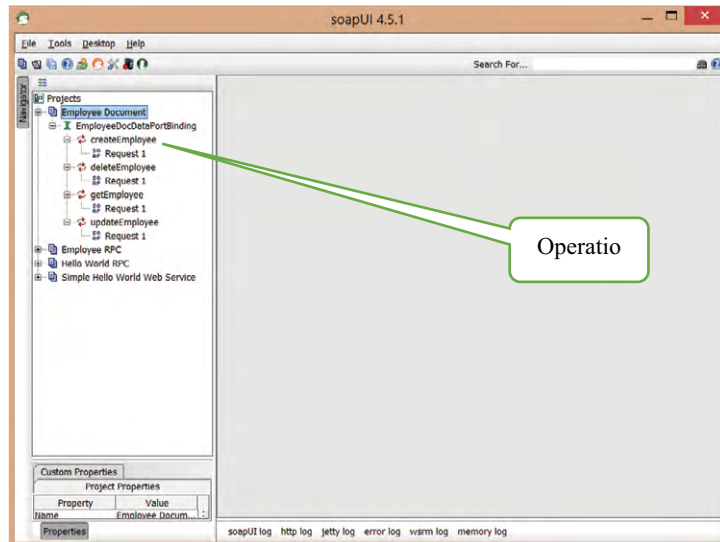 soapUI 4.5.1
File Tools Desktop Help
Search For...
Navigator
Projects
Employee Document
EmployeeDocDataPortBinding
createEmployee
Request 1
deleteEmployee
Request 1
getEmployee
Request 1
updateEmployee
Request 1
Employee RPC
Hello World RPC
Simple Hello World Web Service
Operatio
Custom Properties
Project Properties
Property Value
Name Employee Docum...
Properties
soapUI log http log jetty log error log wsrm log memory log